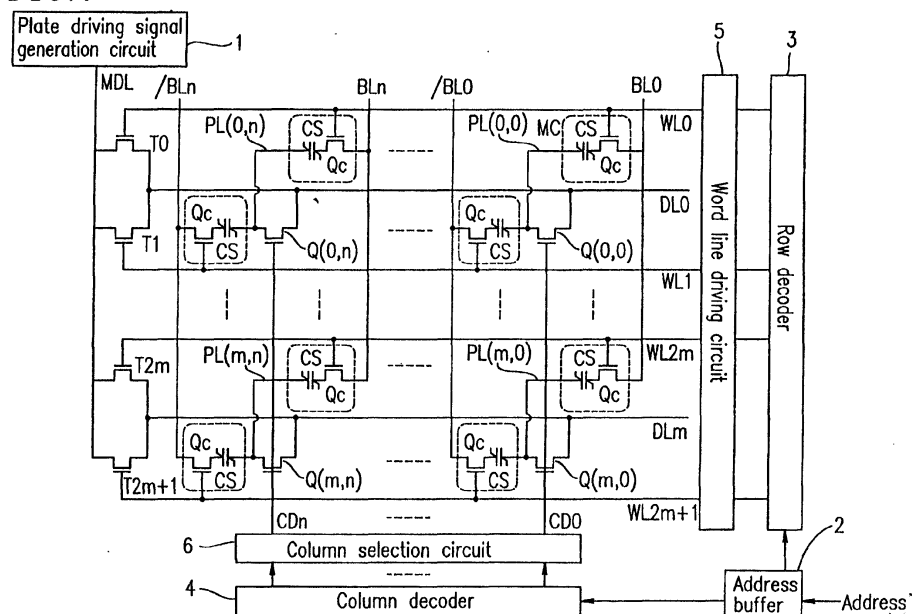 Plate driving signal
generation circuit
1
5
3
MDL
/BLn
BLn
/BL0
BL0
PL(0,n)
CS
PL(0,0)
MC
CS
WL0
T0
Qc
Qc
DL0
Qc
Qc
T1
CS
Q(0,n)
CS
Q(0,0)
WL1
Word line driving circuit
Row decoder
PL(m,n)
CS
PL(m,0)
CS
WL2m
T2m
Qc
Qc
DLm
Qc
Qc
T2m+1
CS
Q(m,n)
CS
Q(m,0)
WL2m+1
CDn
CD0
6
Column selection circuit
2
4
Column decoder
Address
buffer
Address